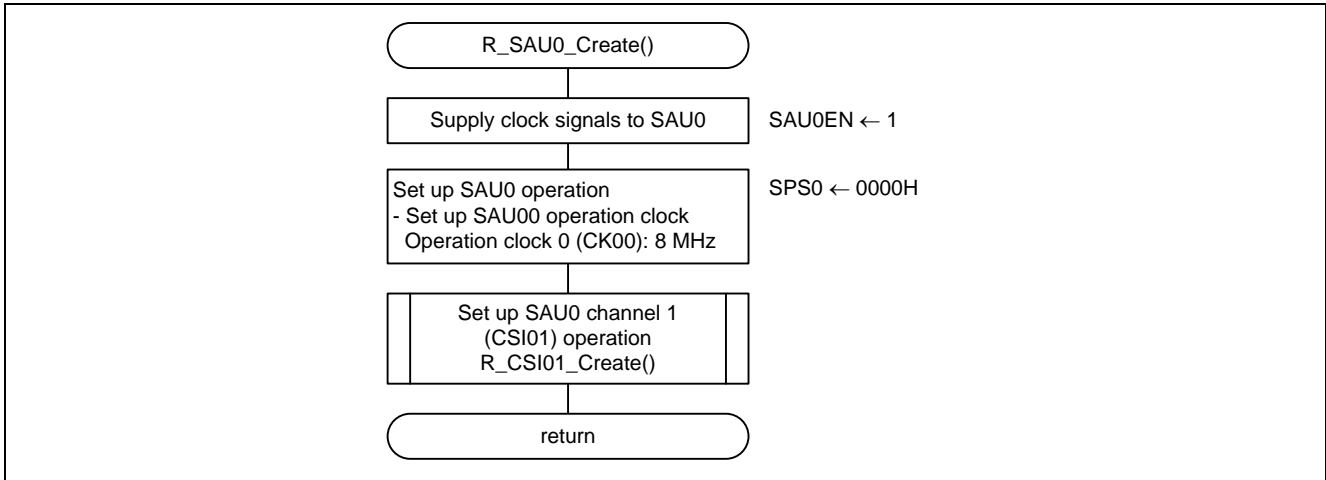 R_SAU0_Create()
Supply clock signals to SAU0
SAU0EN ← 1
Set up SAU0 operation
- Set up SAU00 operation clock
Operation clock 0 (CK00): 8 MHz
SPS0 ← 0000H
Set up SAU0 channel 1
(CSI01) operation
R_CSI01_Create()
return